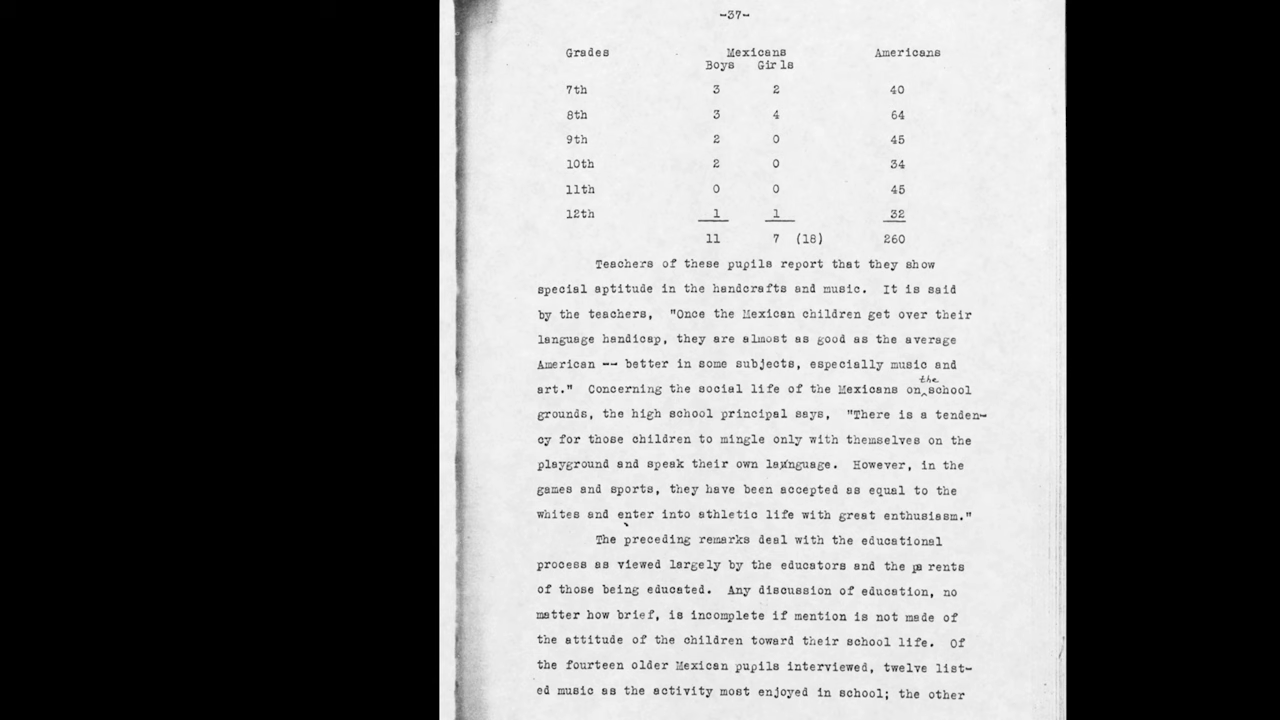 -37-
Grades Mexicans Americans
Boys Girls
7th 3 2 40
8th 3 4 64
9th 2 0 45
10th 2 0 34
11th 0 0 45
12th 1 1 32
11 7 (18) 260
Teachers of these pupils report that they show
special aptitude in the handcrafts and music. It is said
by the teachers, "Once the Mexican children get over their
language handicap, they are almost as good as the average
American -- better in some subjects, especially music and
art." Concerning the social life of the Mexicans on the school
grounds, the high school principal says, "There is a tenden-
cy for those children to mingle only with themselves on the
playground and speak their own language. However, in the
games and sports, they have been accepted as equal to the
whites and enter into athletic life with great enthusiasm."
The preceding remarks deal with the educational
process as viewed largely by the educators and the parents
of those being educated. Any discussion of education, no
matter how brief, is incomplete if mention is not made of
the attitude of the children toward their school life. Of
the fourteen older Mexican pupils interviewed, twelve list-
ed music as the activity most enjoyed in school; the other